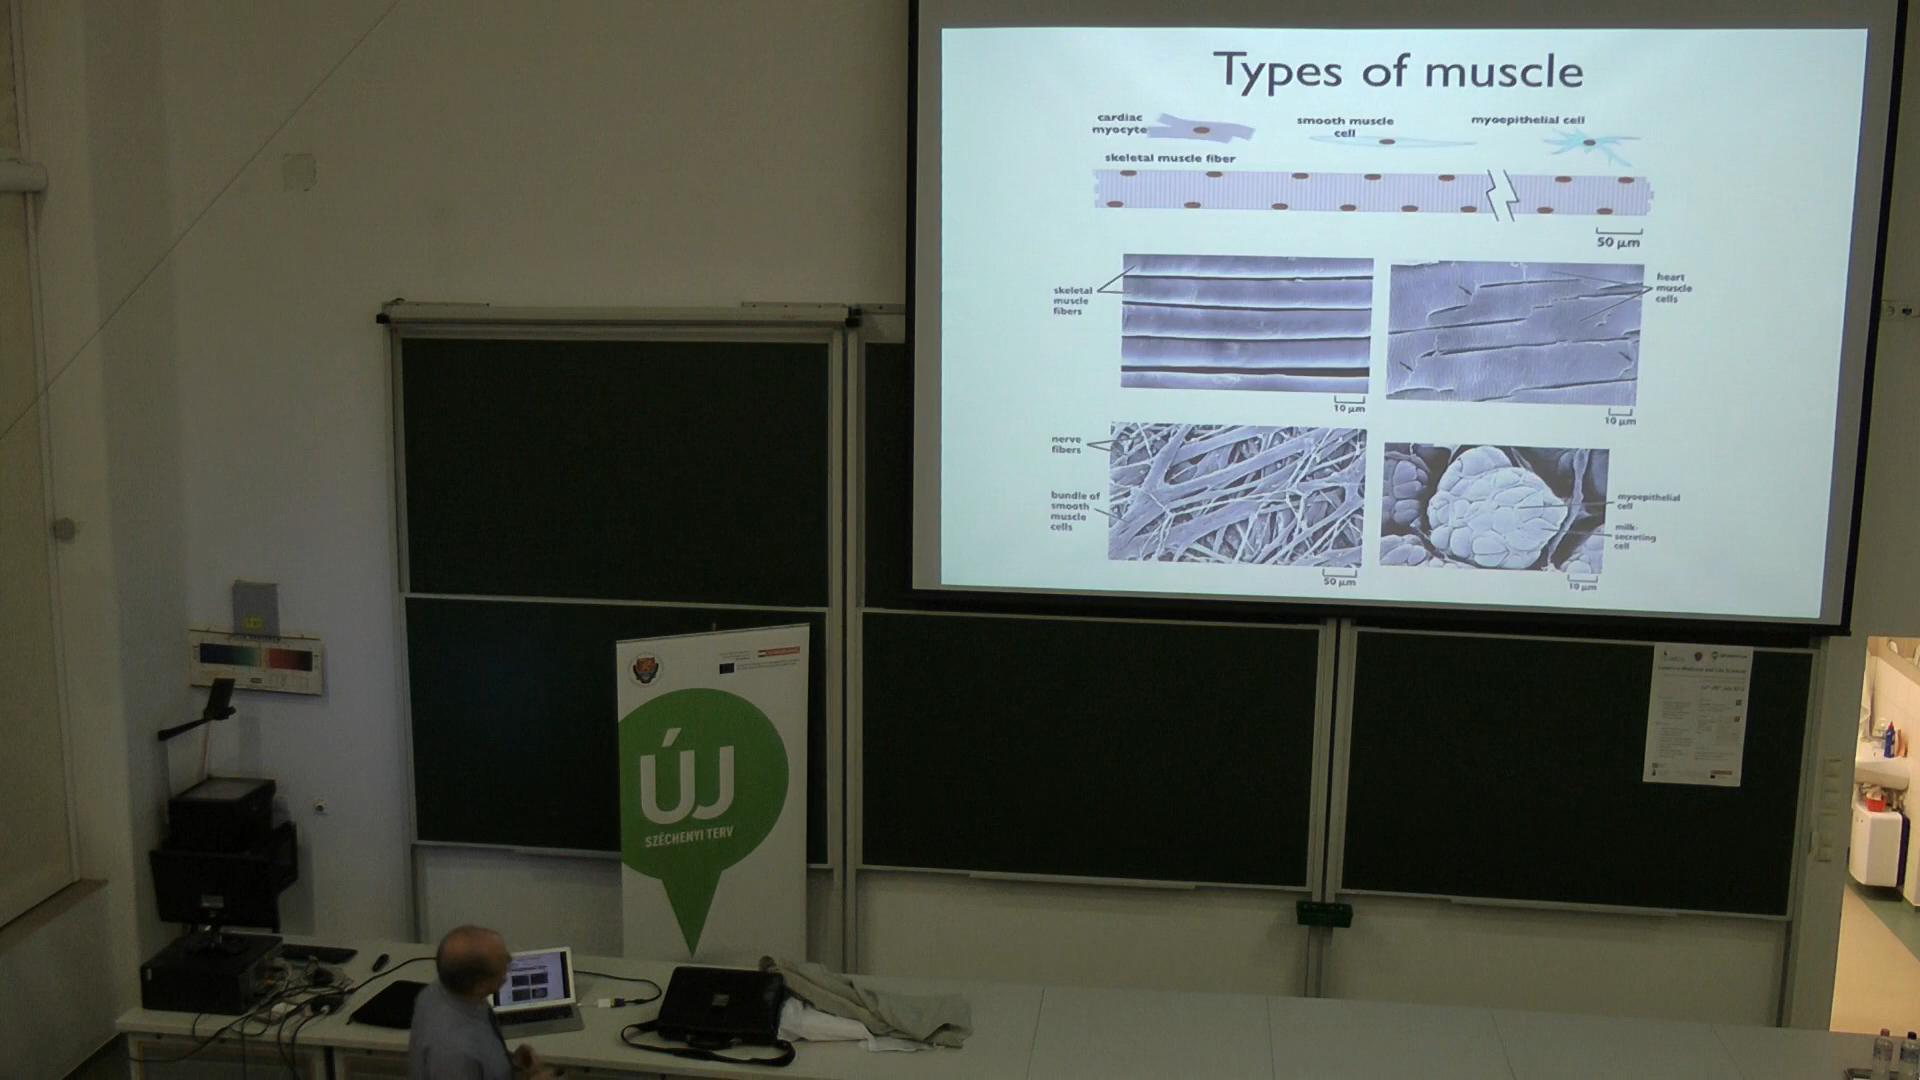 Types of muscle
cardiac
myocyte
smooth muscle
cell
myoepithelial cell
skeletal muscle fiber
50 µm
skeletal
muscle
fibers
heart
muscle
cells
10 µm
10 µm
nerve
fibers
bundle of
smooth
muscle
cells
myoepithelial
cell
milk-
secreting
cell
50 µm
10 µm
ÚJ
SZÉCHENYI TERV